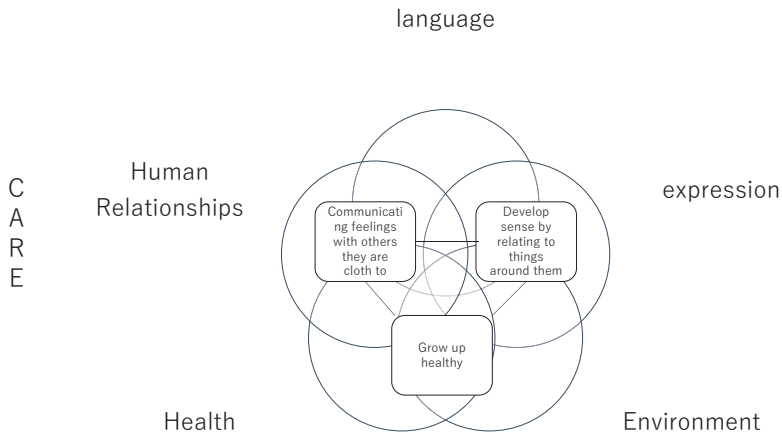 language
C
A
R
E
Human
Relationships
expression
Communicati
ng feelings
with others
they are
cloth to
Develop
sense by
relating to
things
around them
Grow up
healthy
Health
Environment